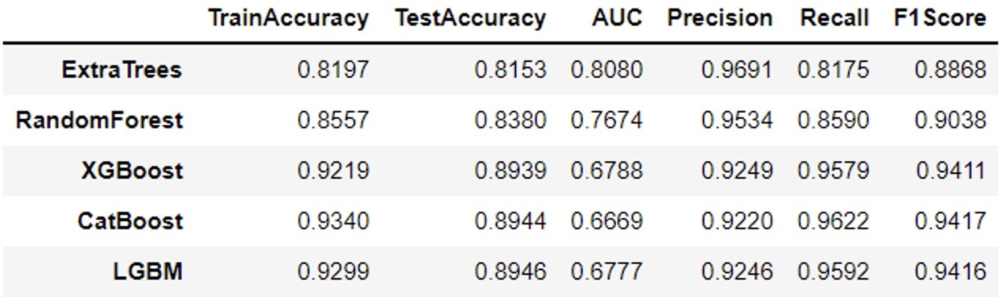 TrainAccuracy TestAccuracy AUC Precision Recall F1Score
ExtraTrees 0.8197 0.8153 0.8080 0.9691 0.8175 0.8868
RandomForest 0.8557 0.8380 0.7674 0.9534 0.8590 0.9038
XGBoost 0.9219 0.8939 0.6788 0.9249 0.9579 0.9411
CatBoost 0.9340 0.8944 0.6669 0.9220 0.9622 0.9417
LGBM 0.9299 0.8946 0.6777 0.9246 0.9592 0.9416